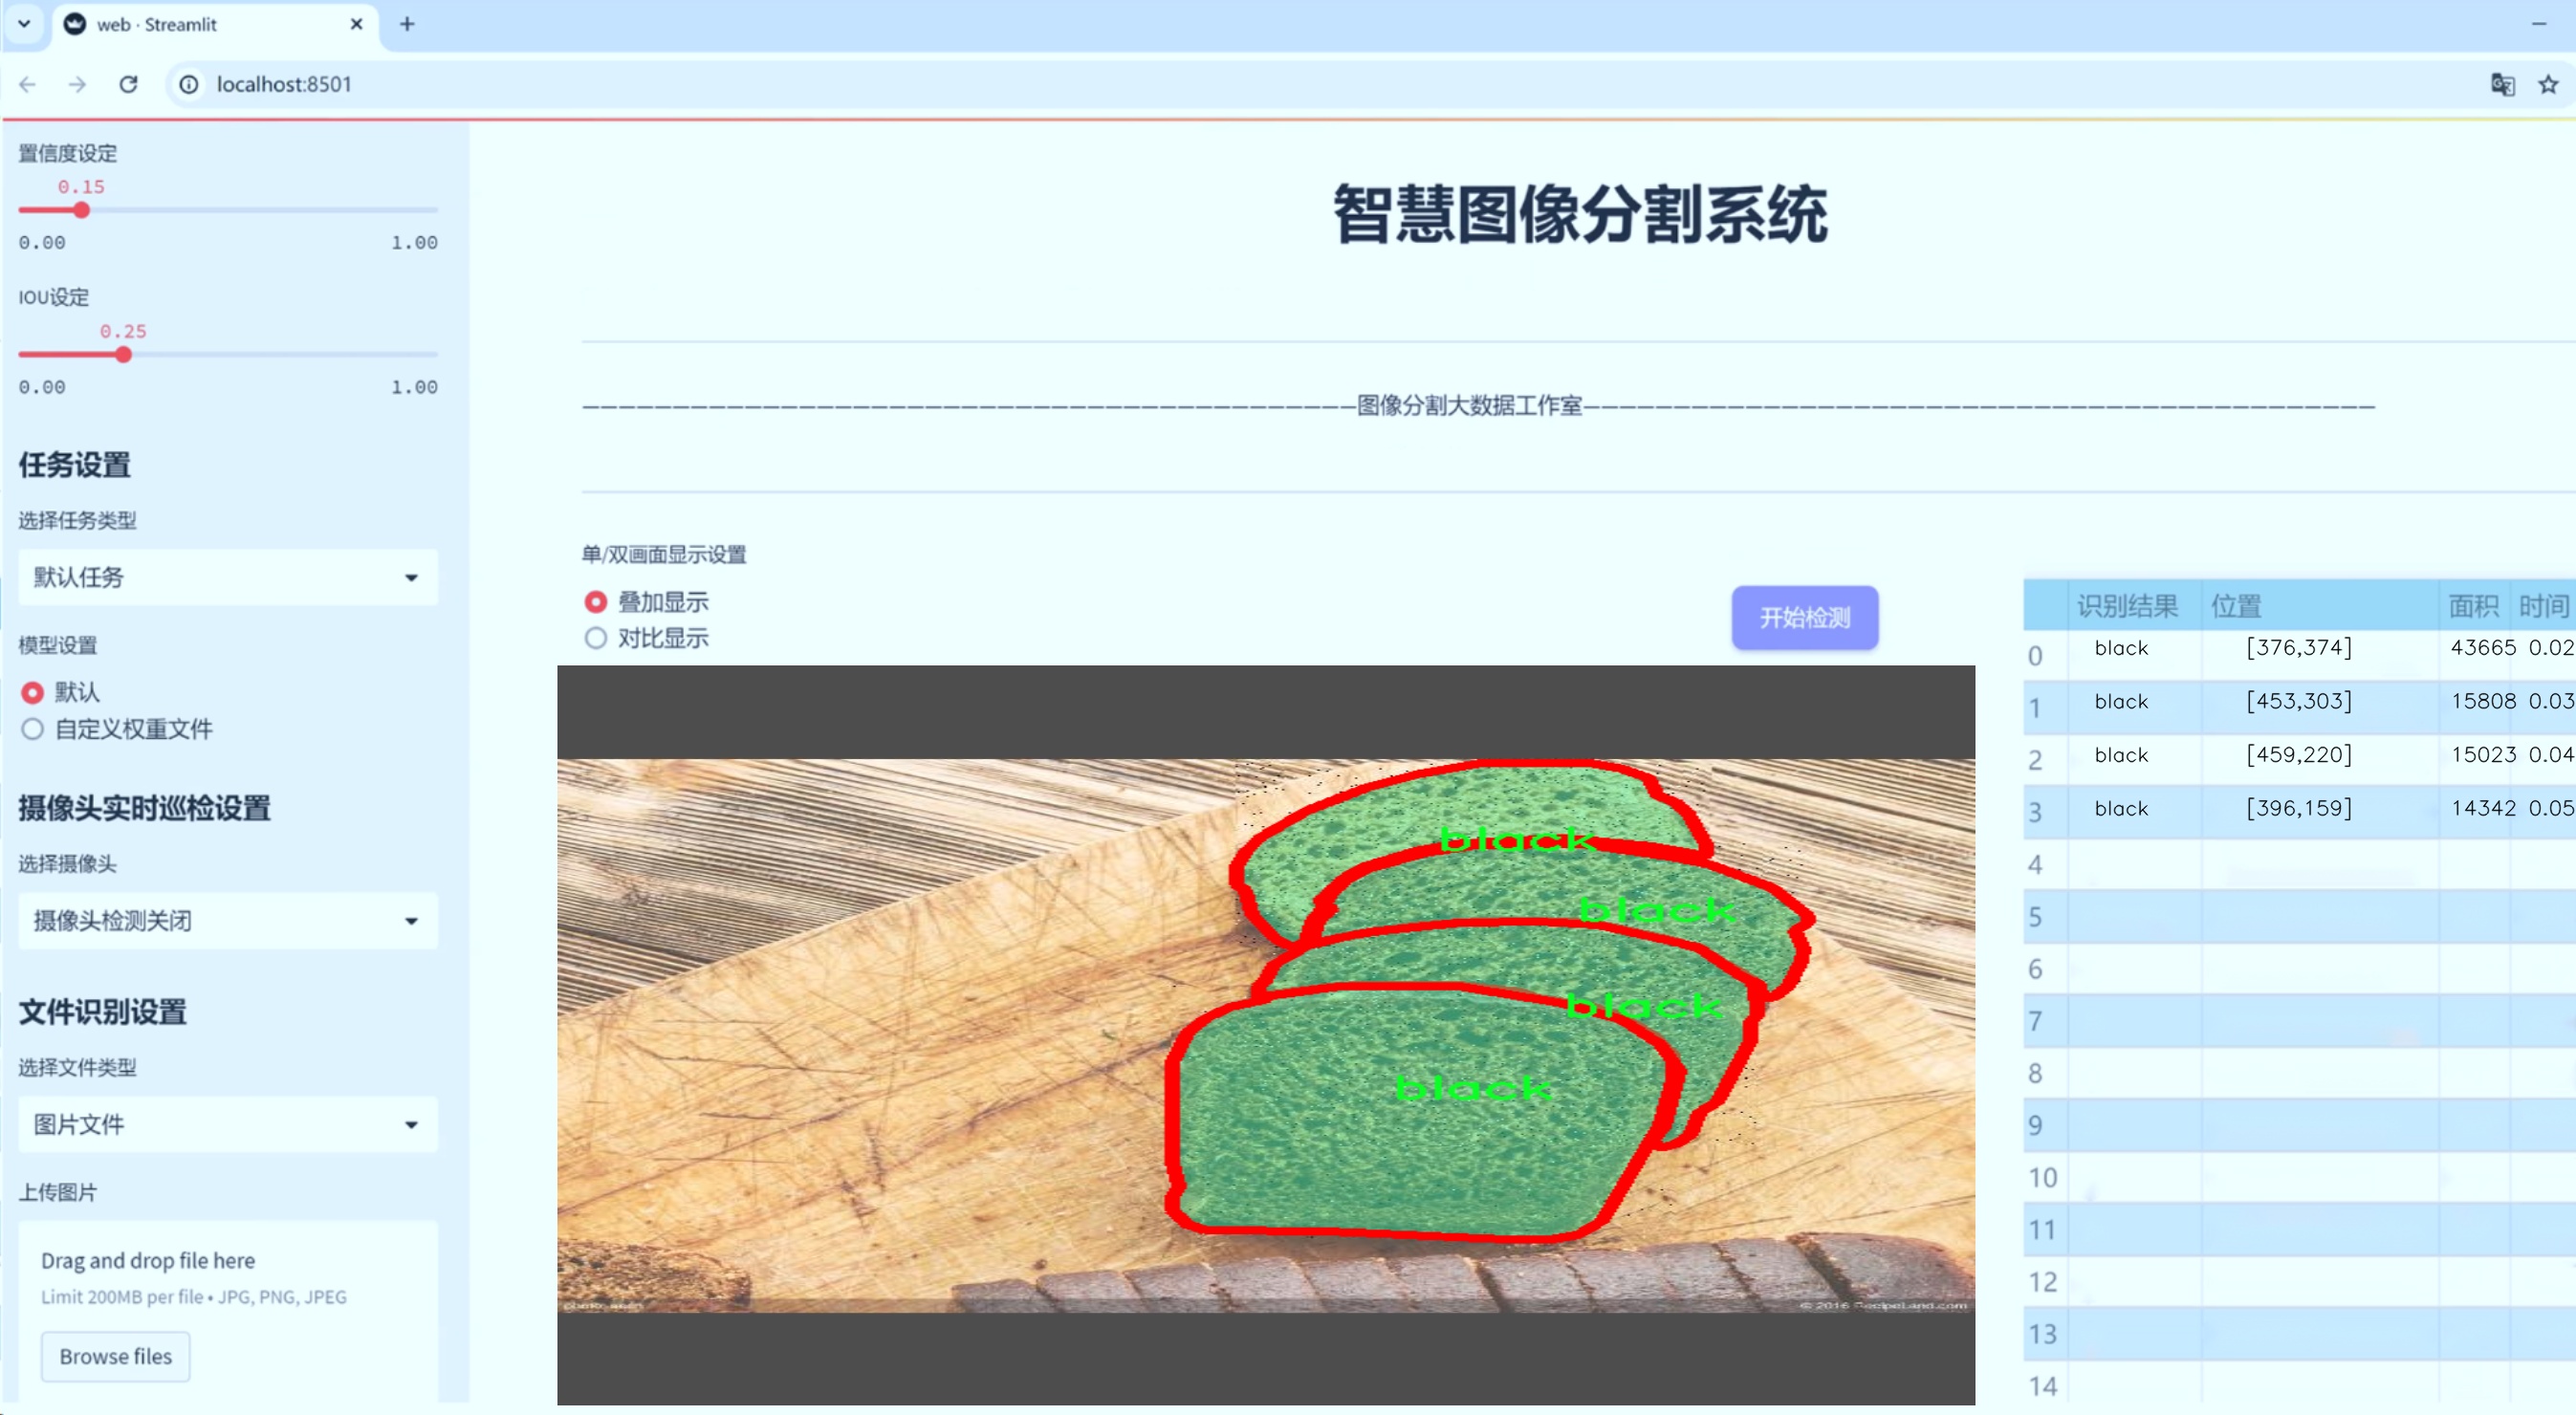 web · Streamlit
localhost:8501
置信度设定
0.15
0.00 1.00
IOU设定
0.25
0.00 1.00
任务设置
选择任务类型
默认任务
模型设置
默认
自定义权重文件
摄像头实时巡检设置
选择摄像头
摄像头检测关闭
文件识别设置
选择文件类型
图片文件
上传图片
Drag and drop file here
Limit 200MB per file • JPG, PNG, JPEG
Browse files
智慧图像分割系统
图像分割大数据工作室
单/双画面显示设置
叠加显示
对比显示
开始检测
black
black
black
black
© 2016 RecipeLand.com
识别结果 位置 面积 时间
0 black [376,374] 43665 0.02
1 black [453,303] 15808 0.03
2 black [459,220] 15023 0.04
3 black [396,159] 14342 0.05
4
5
6
7
8
9
10
11
12
13
14